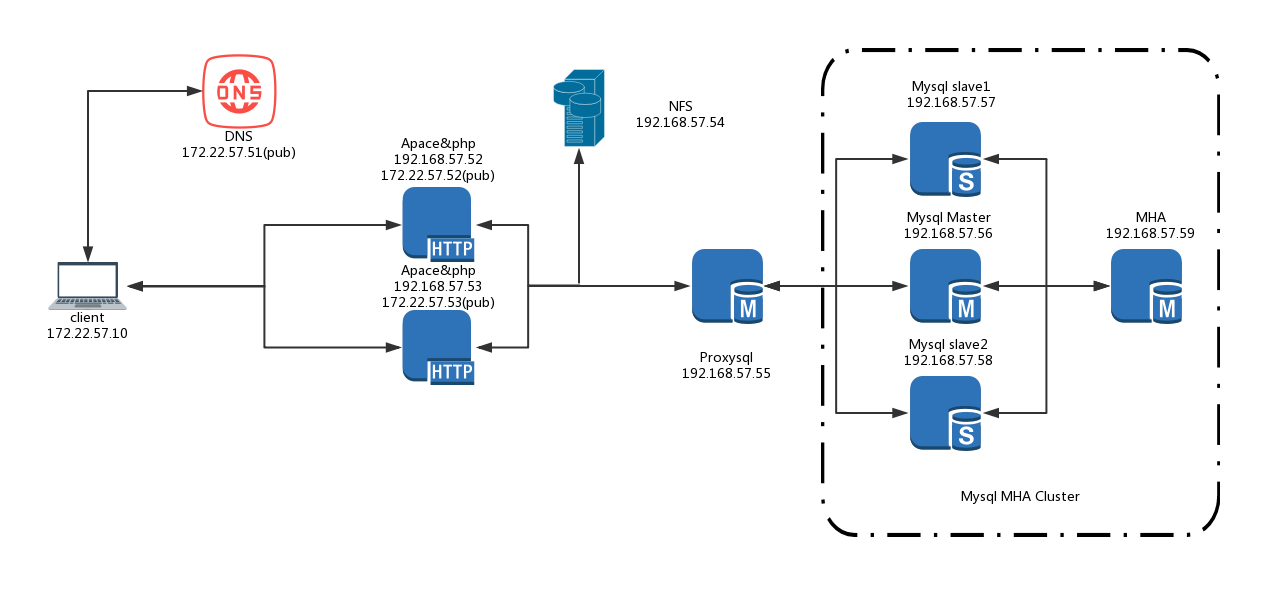 DNS
DNS
172.22.57.51(pub)
client
172.22.57.10
Apace&php
192.168.57.52
172.22.57.52(pub)
HTTP
Apace&php
192.168.57.53
172.22.57.53(pub)
HTTP
NFS
192.168.57.54
M
Proxysql
192.168.57.55
Mysql slave1
192.168.57.57
S
Mysql Master
192.168.57.56
M
Mysql slave2
192.168.57.58
S
MHA
192.168.57.59
M
Mysql MHA Cluster